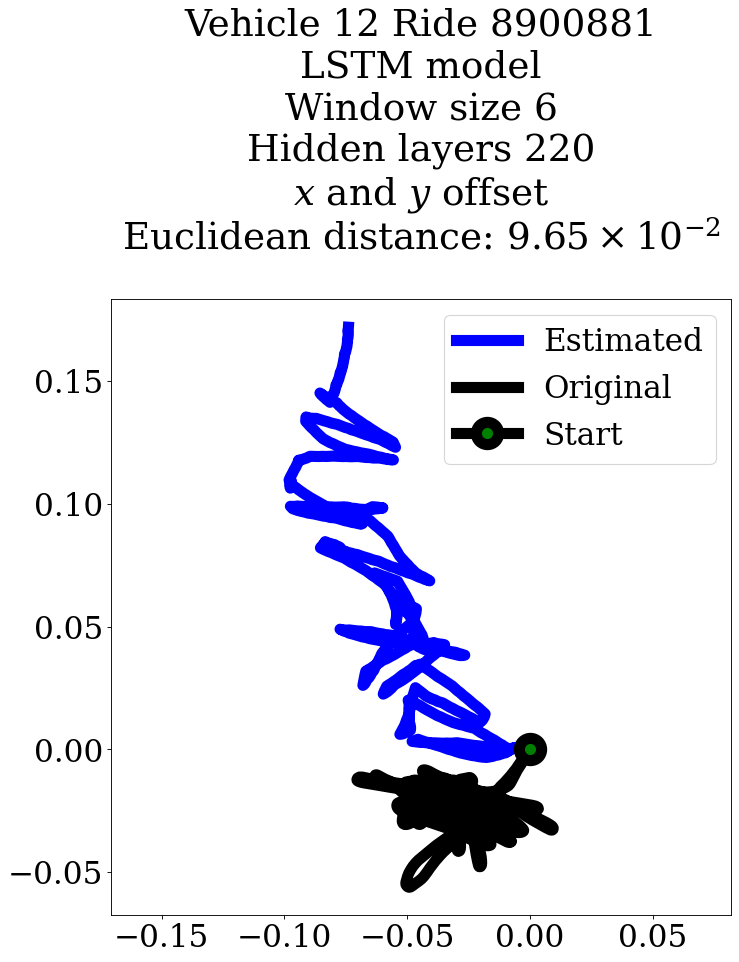 Vehicle 12 Ride 8900881
LSTM model
Window size 6
Hidden layers 220
x and y offset
Euclidean distance: 9.65 × 10⁻²
Estimated
Original
Start
0.15
0.10
0.05
0.00
−0.05
−0.15 −0.10 −0.05 0.00 0.05